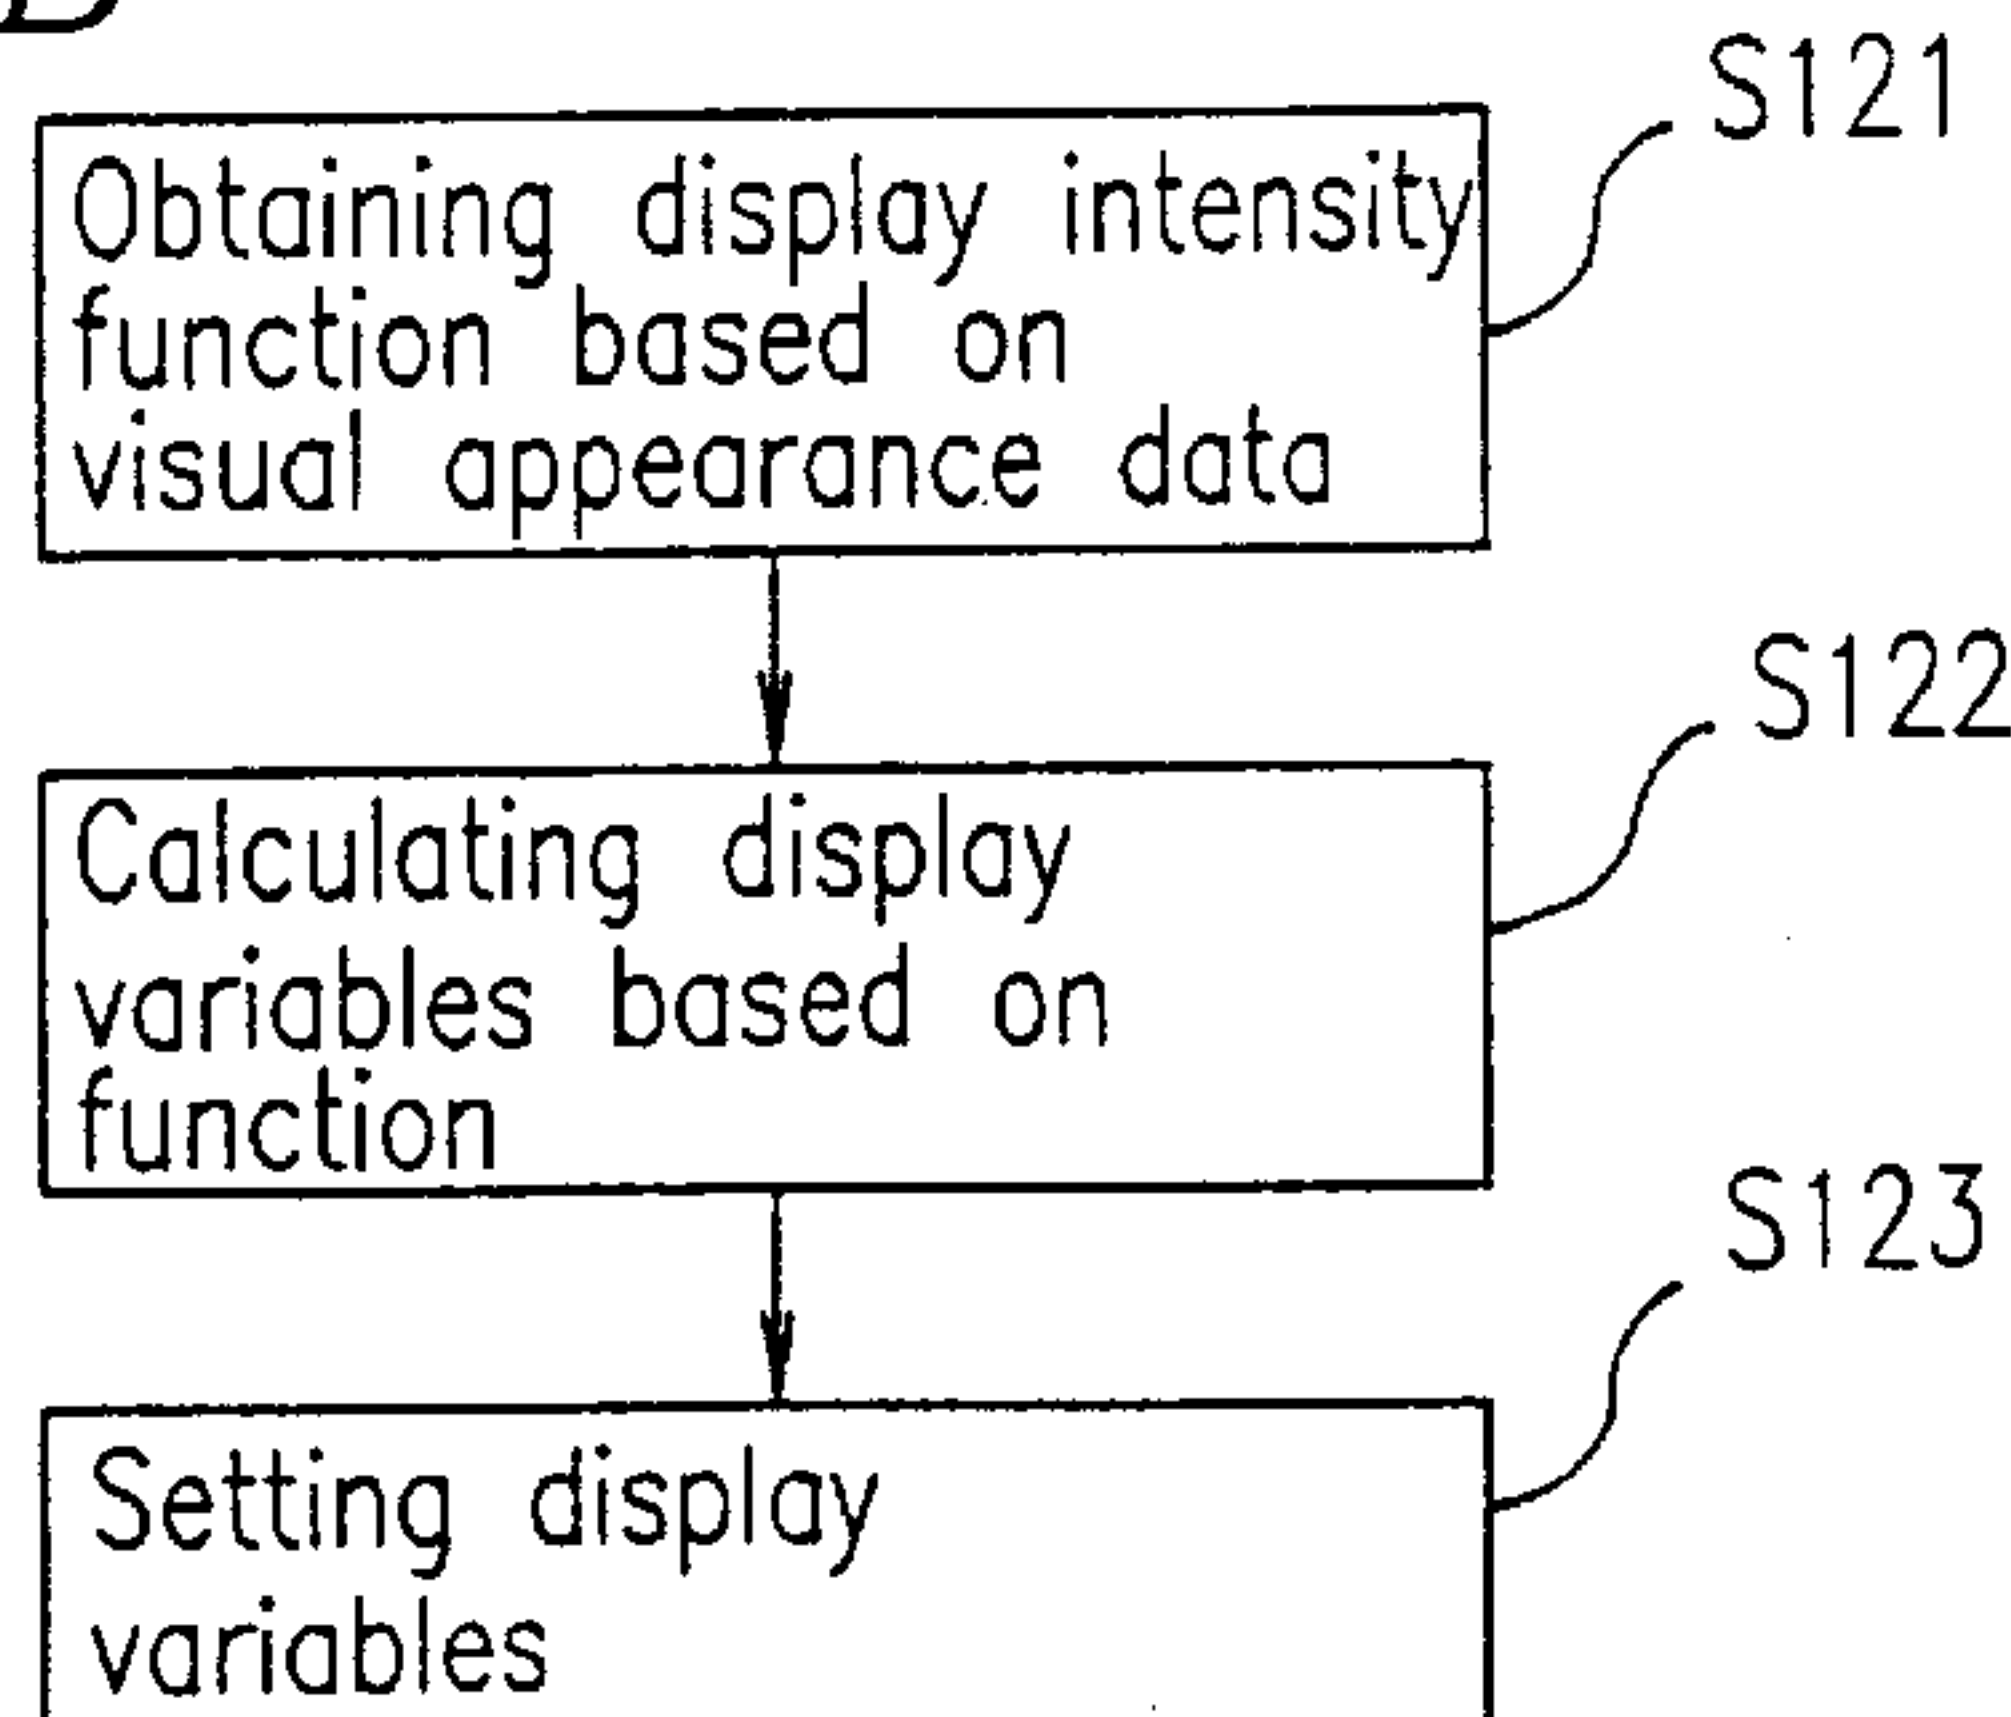 S121
Obtaining display intensity
function based on
visual appearance data
S122
Calculating display
variables based on
function
S123
Setting display
variables